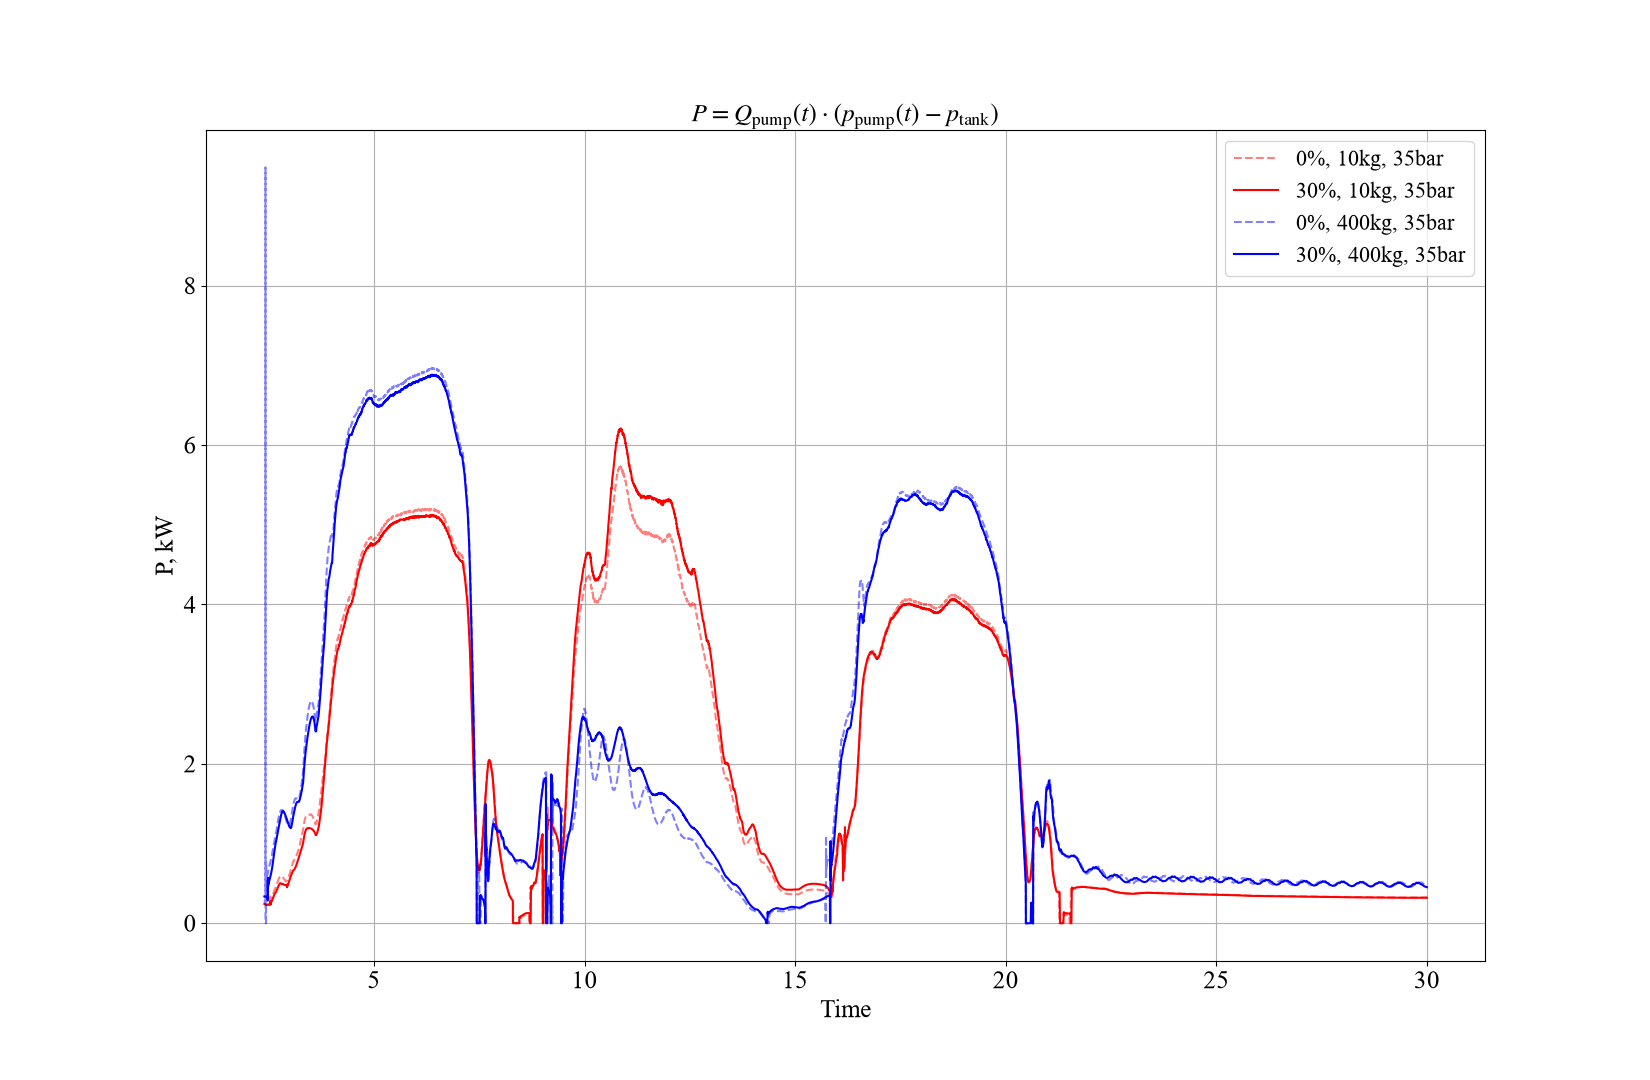 P = Q_pump(t) · (p_pump(t) − p_tank)
0%, 10kg, 35bar
30%, 10kg, 35bar
0%, 400kg, 35bar
30%, 400kg, 35bar
8
6
4
2
0
P, kW
5 10 15 20 25 30
Time